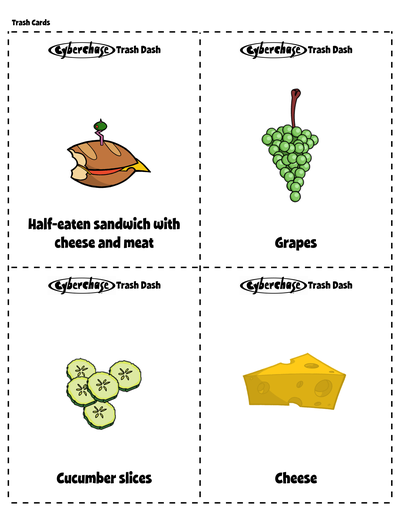 Trash Cards
Cyberchase Trash Dash
Half-eaten sandwich with
cheese and meat
Cyberchase Trash Dash
Grapes
Cyberchase Trash Dash
Cucumber slices
Cyberchase Trash Dash
Cheese